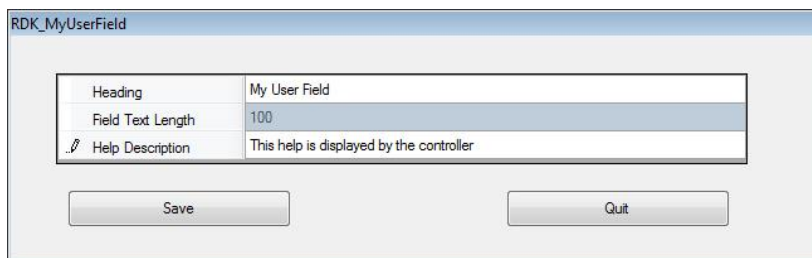 RDK_MyUserField
Heading My User Field
Field Text Length 100
Help Description This help is displayed by the controller
Save Quit